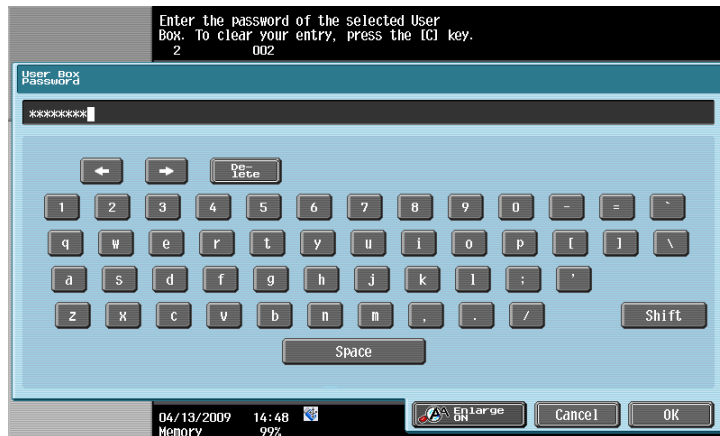 Enter the password of the selected User
Box. To clear your entry, press the [C] key.
2 002
User Box
Password
********
De-
lete
1 2 3 4 5 6 7 8 9 0 - = `
q w e r t y u i o p [ ] \
a s d f g h j k l ; '
z x c v b n m , . / Shift
Space
04/13/2009 14:48
Memory 99%
Enlarge
ON
Cancel
OK